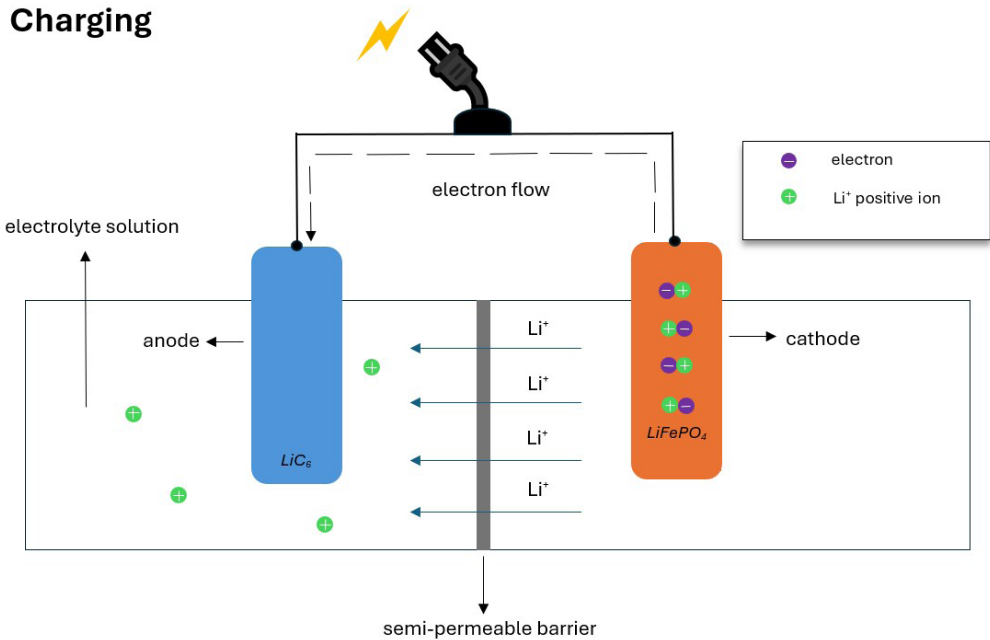 Charging
electron
electron flow
Li⁺ positive ion
electrolyte solution
Li⁺
anode
cathode
Li⁺
Li⁺
LiFePO₄
LiC₆
Li⁺
semi-permeable barrier